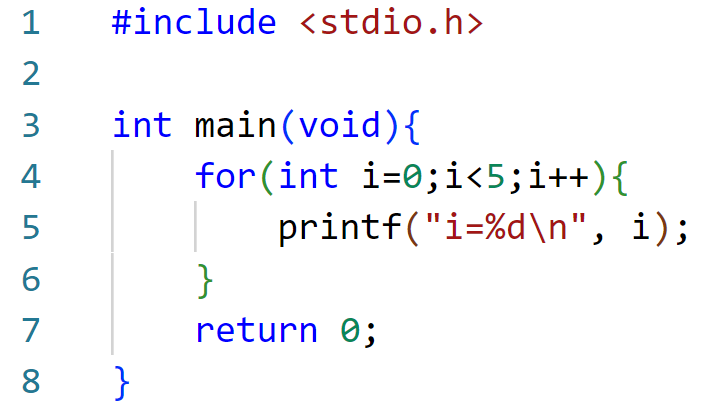 1 #include <stdio.h>
2
3 int main(void){
4     for(int i=0;i<5;i++){
5         printf("i=%d\n", i);
6     }
7     return 0;
8 }